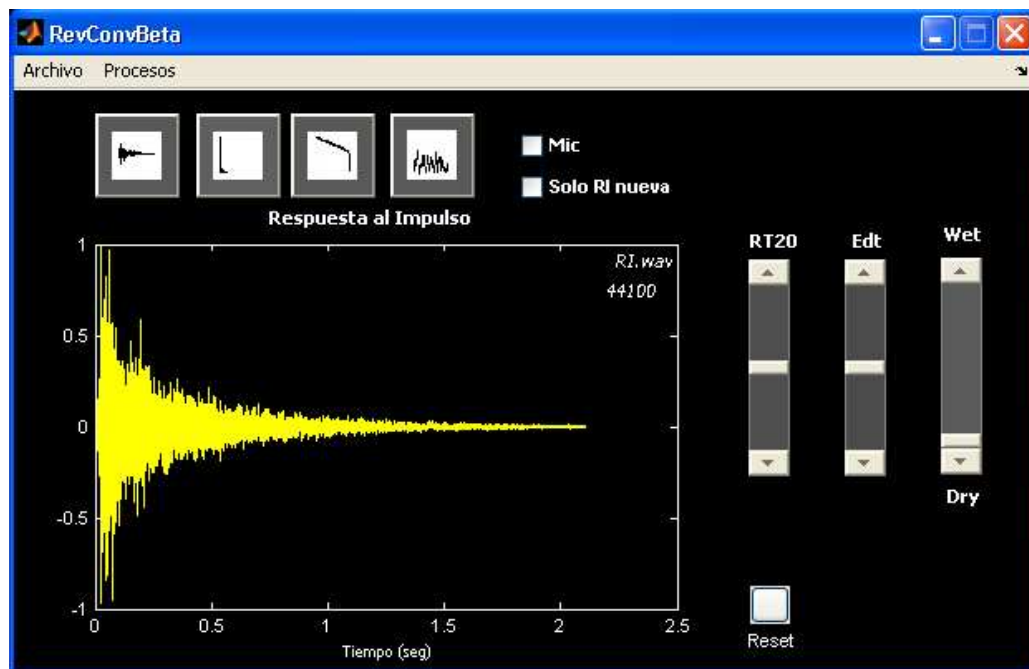 RevConvBeta
Archivo Procesos
Mic
Solo RI nueva
Respuesta al Impulso
RT20 Edt Wet
RI.wav
44100
1
0.5
0
-0.5
-1
0 0.5 1 1.5 2 2.5
Tiempo (seg)
Dry
Reset